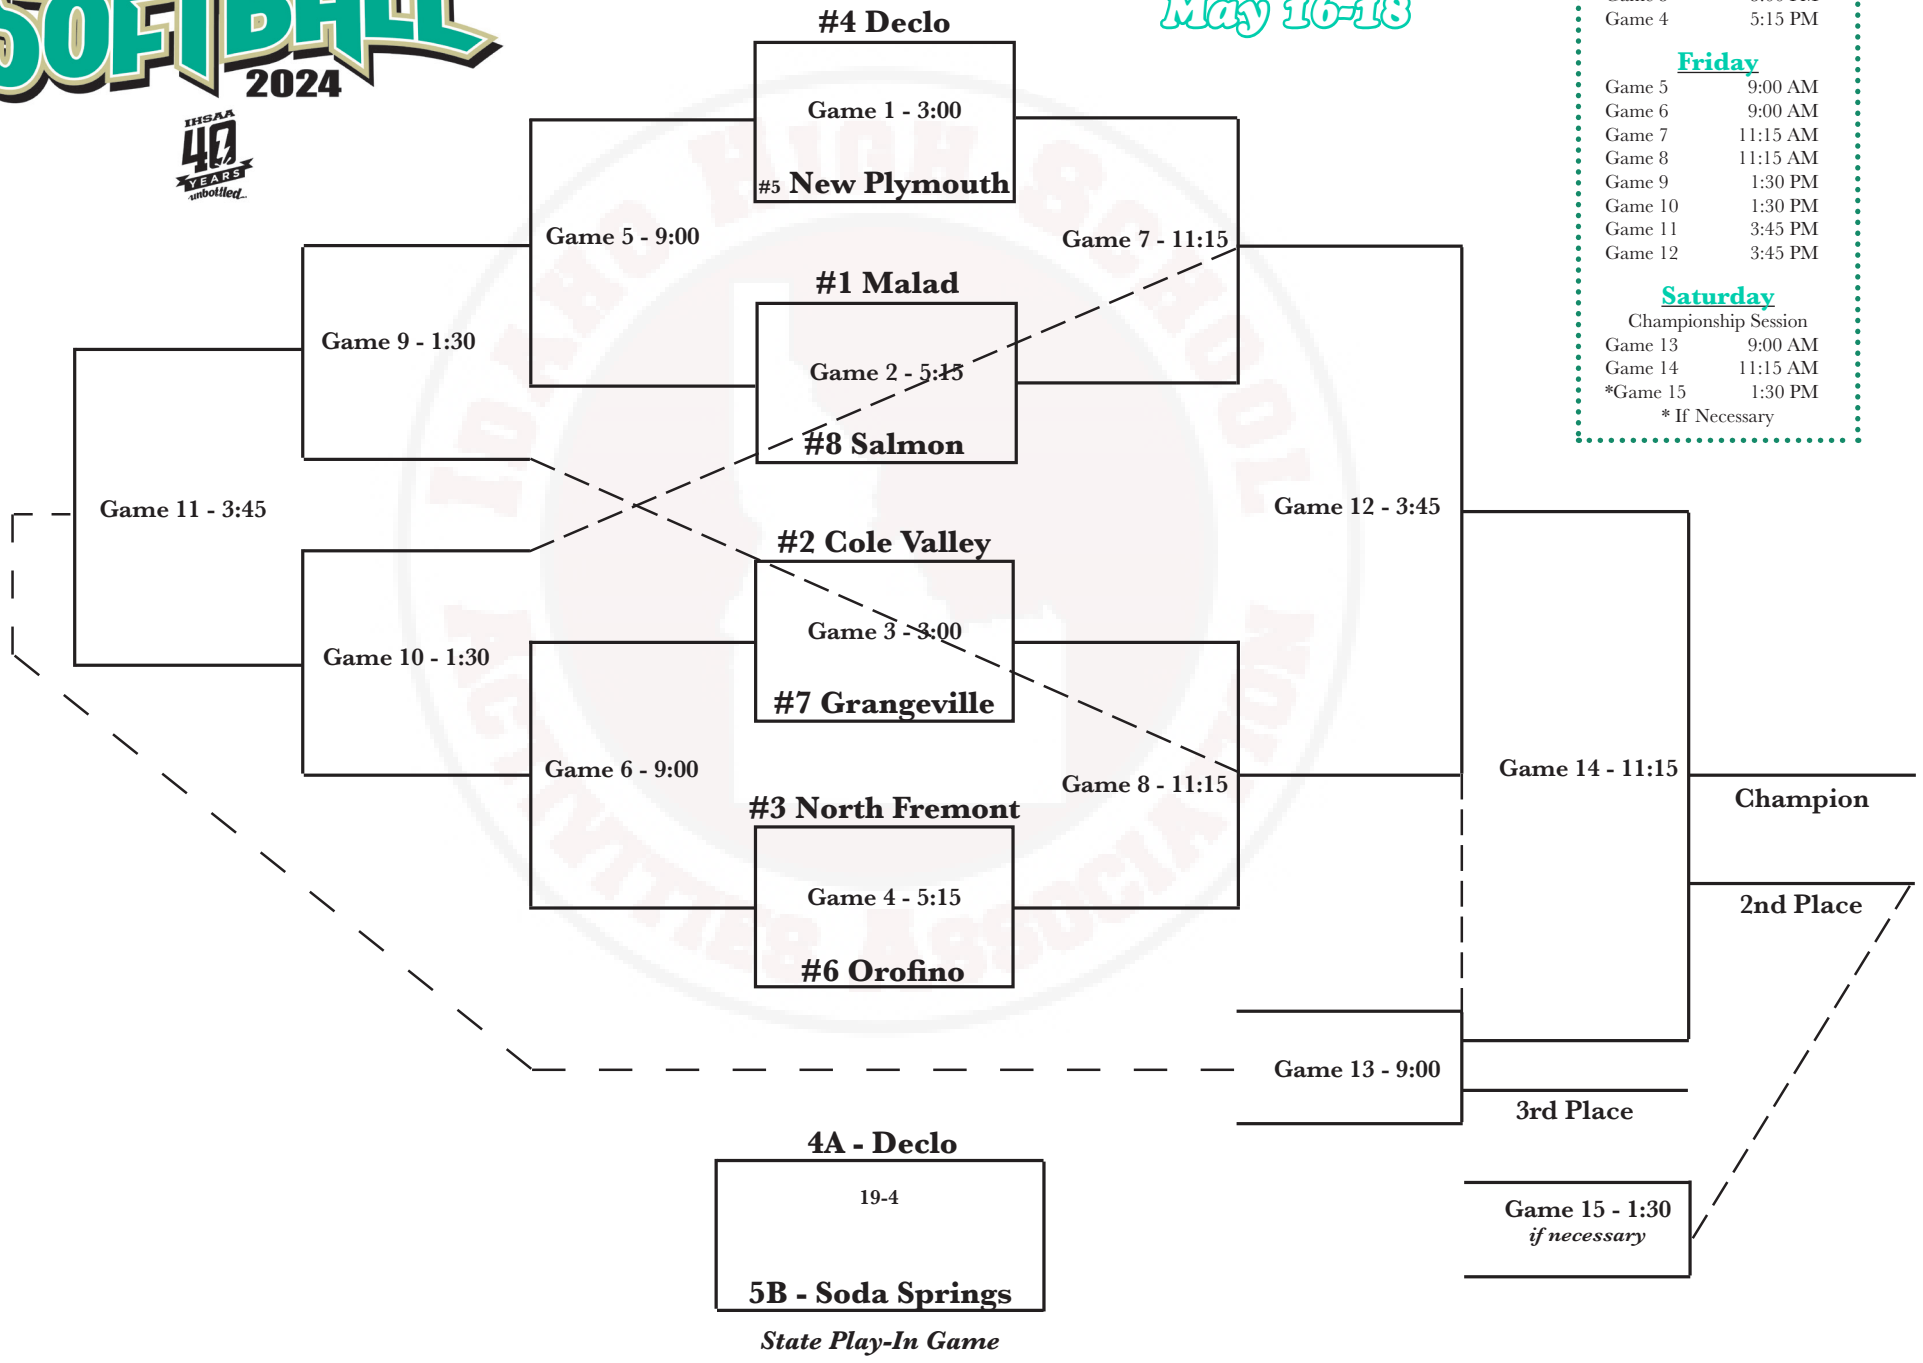 SOFTBALL
2024
IHSAA
40
YEARS
unbottled...
May 16-18
Game 4 5:15 PM
Friday
Game 5 9:00 AM
Game 6 9:00 AM
Game 7 11:15 AM
Game 8 11:15 AM
Game 9 1:30 PM
Game 10 1:30 PM
Game 11 3:45 PM
Game 12 3:45 PM
Saturday
Championship Session
Game 13 9:00 AM
Game 14 11:15 AM
*Game 15 1:30 PM
* If Necessary
#4 Declo
Game 1 - 3:00
#5 New Plymouth
Game 5 - 9:00
Game 7 - 11:15
#1 Malad
Game 2 - 5:15
#8 Salmon
Game 9 - 1:30
Game 11 - 3:45
Game 12 - 3:45
#2 Cole Valley
Game 3 - 3:00
#7 Grangeville
Game 10 - 1:30
Game 6 - 9:00
Game 8 - 11:15
Game 14 - 11:15
Champion
#3 North Fremont
Game 4 - 5:15
#6 Orofino
2nd Place
Game 13 - 9:00
3rd Place
4A - Declo
19-4
5B - Soda Springs
State Play-In Game
Game 15 - 1:30
if necessary
IDAHO HIGH SCHOOL
ACTIVITIES ASSOCIATION